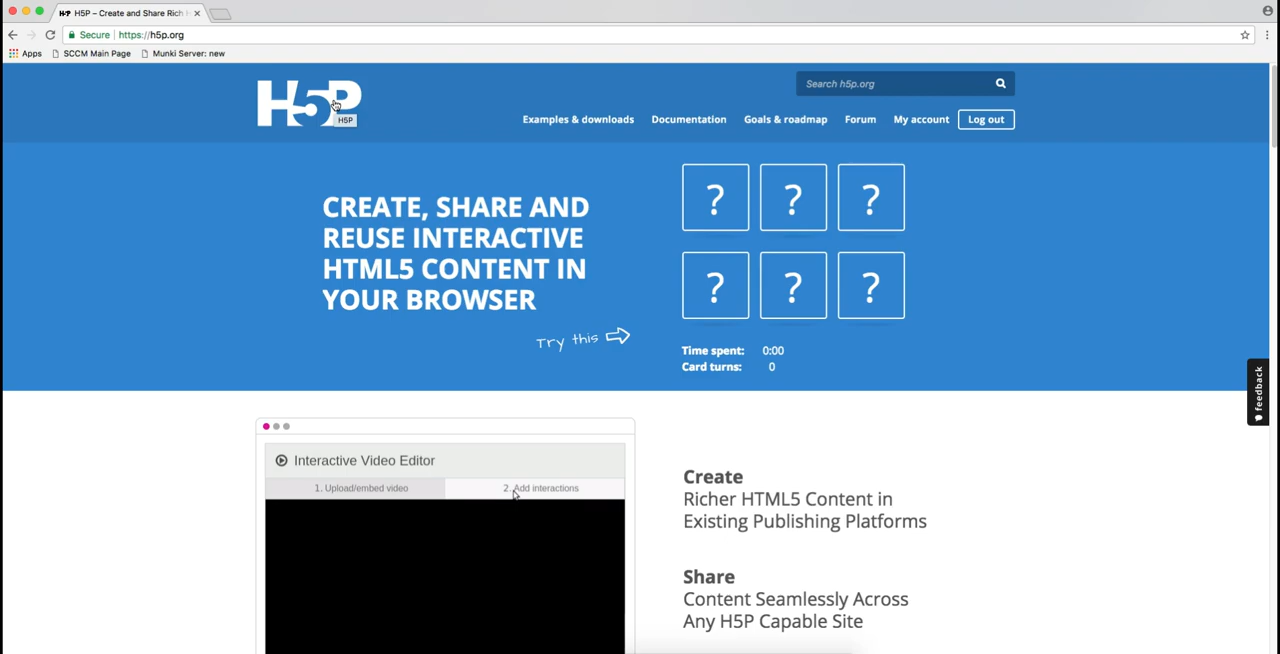 H5P – Create and Share Rich H
Secure https://h5p.org
Apps SCCM Main Page Munki Server: new
H5P
H5P
Search h5p.org
Examples & downloads Documentation Goals & roadmap Forum My account Log out
CREATE, SHARE AND
REUSE INTERACTIVE
HTML5 CONTENT IN
YOUR BROWSER
Try this
? ? ?
? ? ?
Time spent: 0:00
Card turns: 0
feedback
Interactive Video Editor
1. Upload/embed video 2. Add interactions
Create
Richer HTML5 Content in
Existing Publishing Platforms
Share
Content Seamlessly Across
Any H5P Capable Site